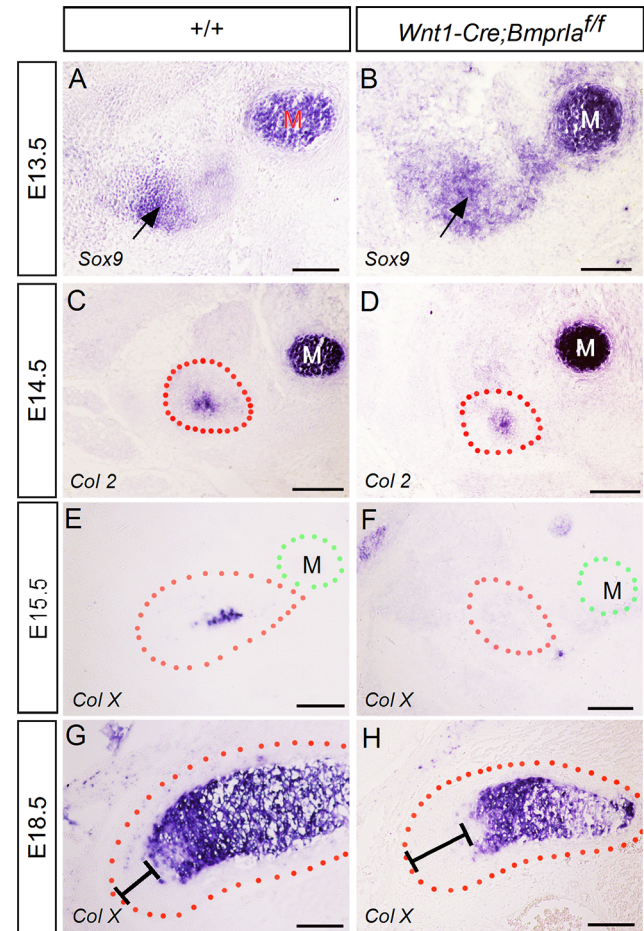 +/+
Wnt1-Cre;Bmprla^f/f
E13.5
A
M
Sox9
B
M
Sox9
E14.5
C
M
Col 2
D
M
Col 2
E15.5
E
M
Col X
F
M
Col X
E18.5
G
Col X
H
Col X